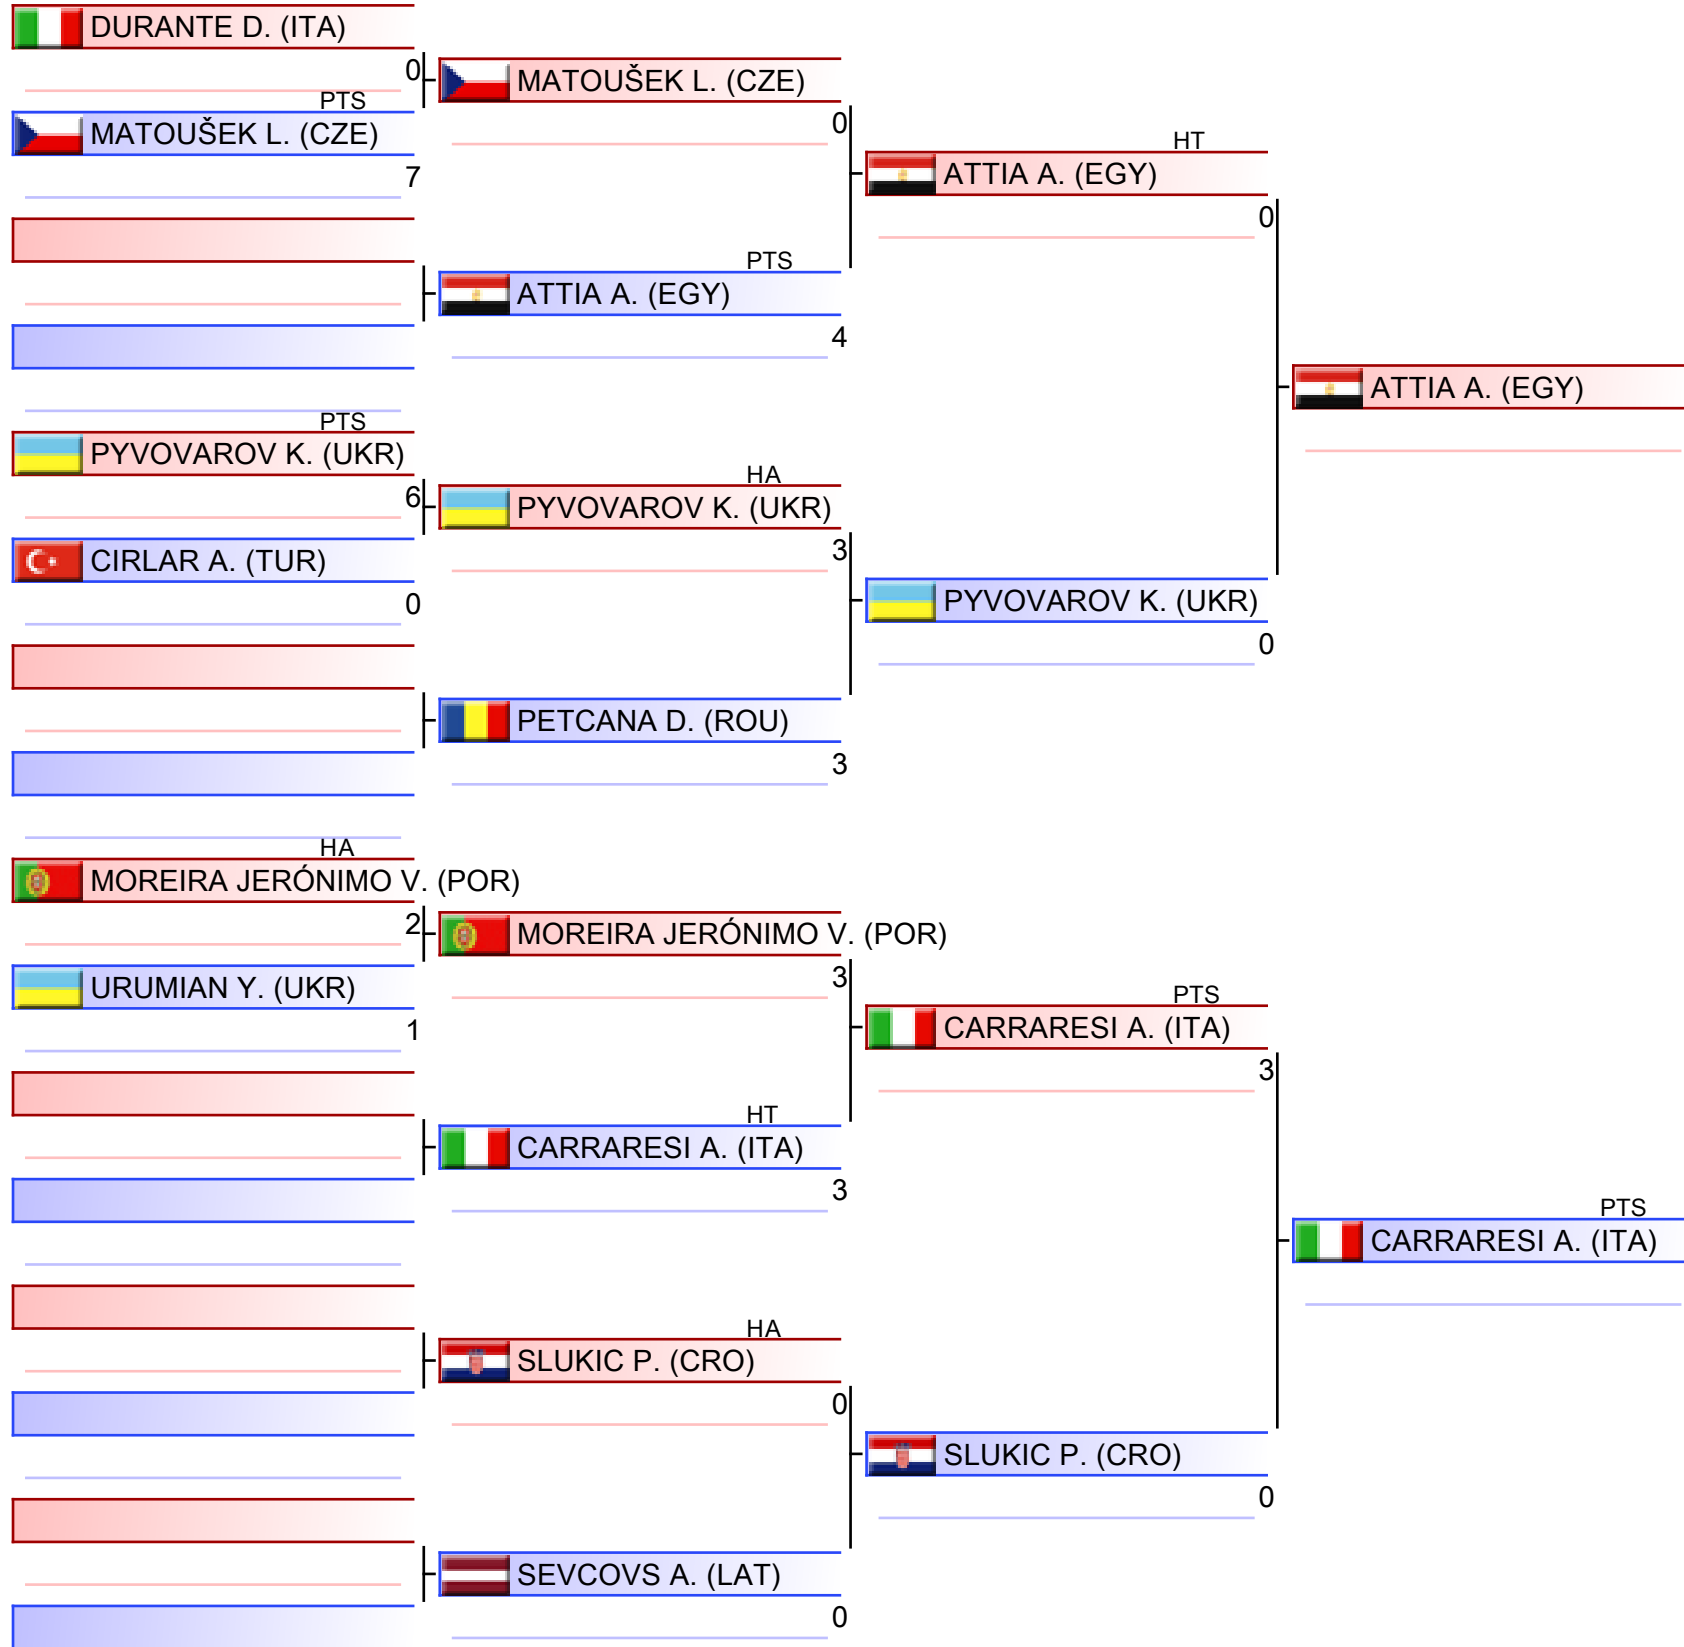 DURANTE D. (ITA)
0
PTS
MATOUŠEK L. (CZE)
7
PTS
PYVOVAROV K. (UKR)
6
CIRLAR A. (TUR)
0
HA
MOREIRA JERÓNIMO V. (POR)
2
URUMIAN Y. (UKR)
1
MATOUŠEK L. (CZE)
0
PTS
ATTIA A. (EGY)
4
HA
PYVOVAROV K. (UKR)
3
PETCANA D. (ROU)
3
MOREIRA JERÓNIMO V. (POR)
3
HT
CARRARESI A. (ITA)
3
HA
SLUKIC P. (CRO)
0
SEVCOVS A. (LAT)
0
HT
ATTIA A. (EGY)
0
PYVOVAROV K. (UKR)
0
PTS
CARRARESI A. (ITA)
3
SLUKIC P. (CRO)
0
ATTIA A. (EGY)
PTS
CARRARESI A. (ITA)